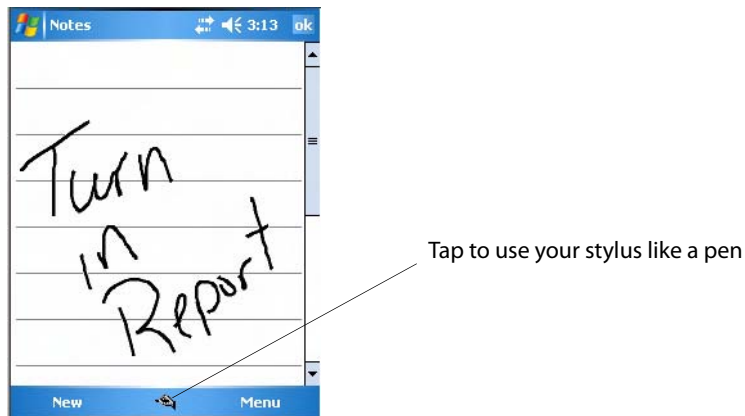 Notes 3:13 ok
Turn
in
Report
Tap to use your stylus like a pen
New Menu